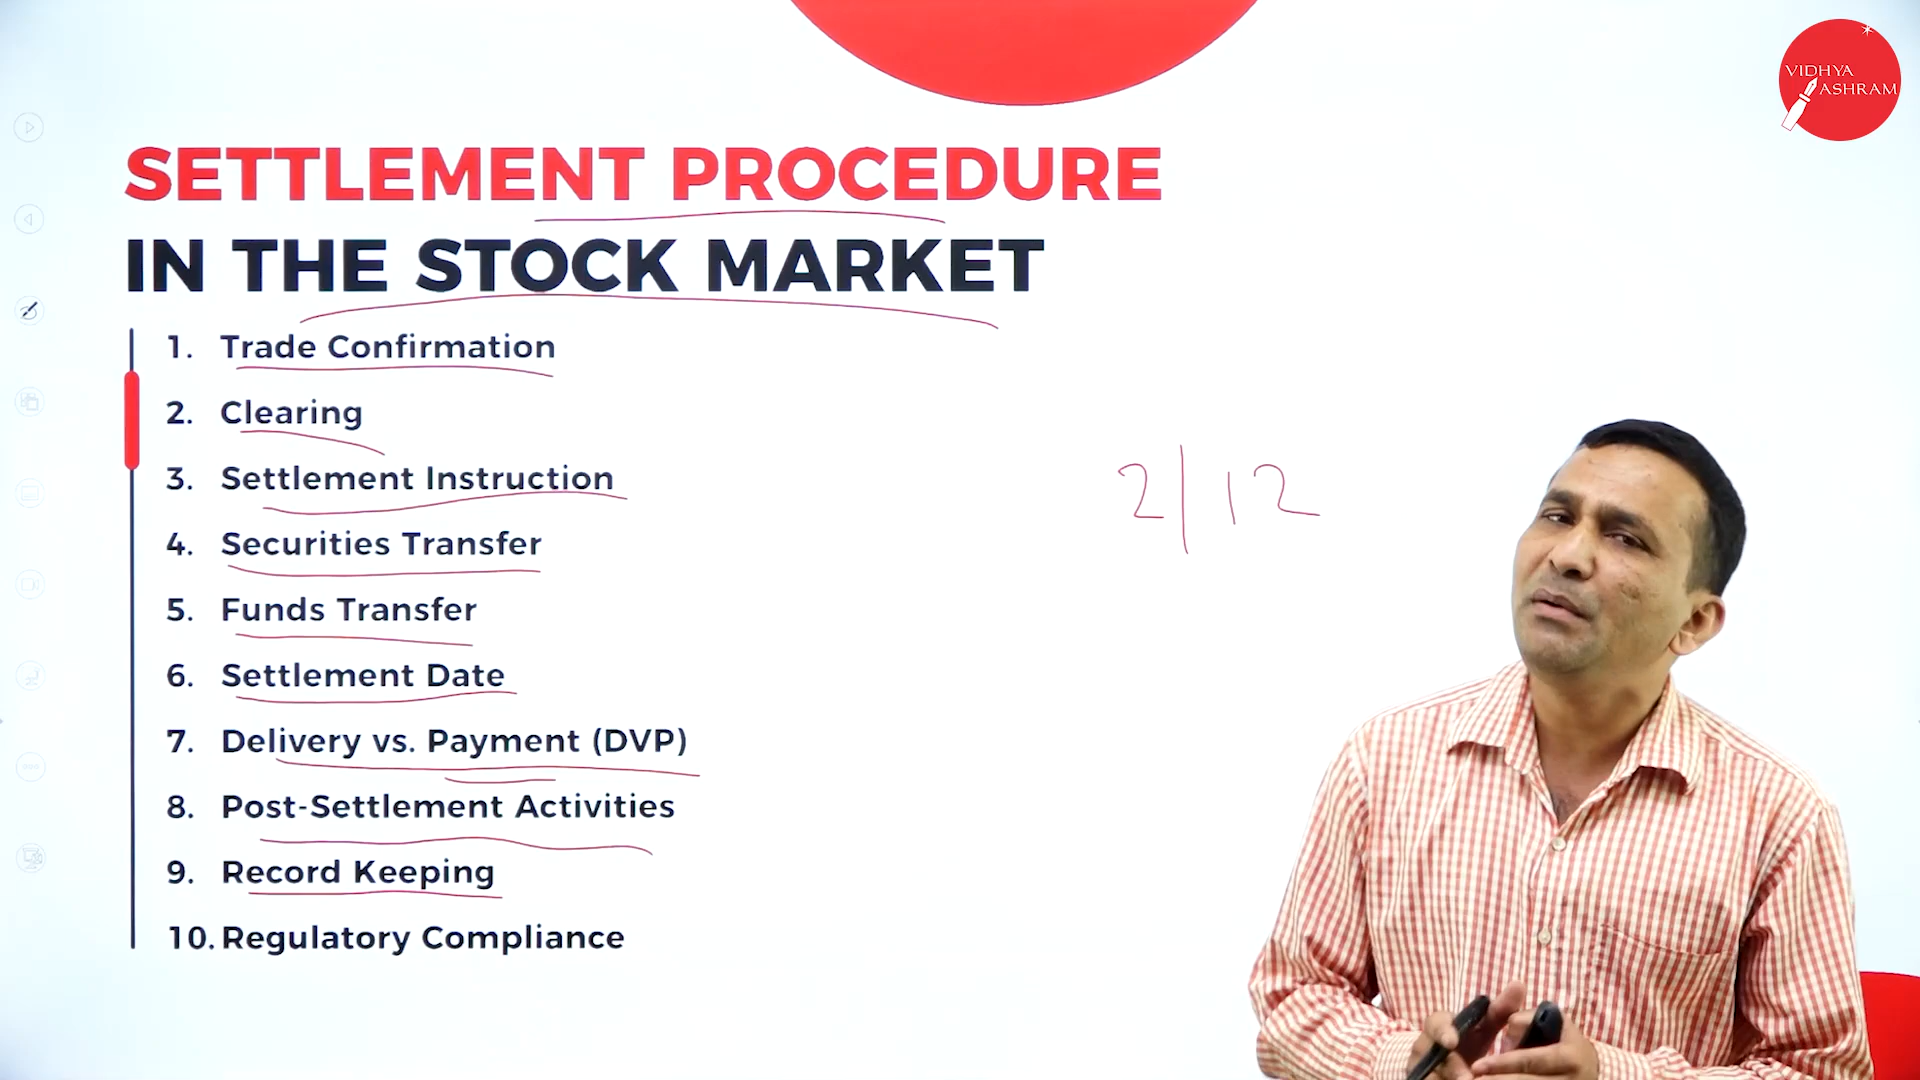 VIDHYA
ASHRAM
SETTLEMENT PROCEDURE
IN THE STOCK MARKET
1. Trade Confirmation
2. Clearing
3. Settlement Instruction
4. Securities Transfer
5. Funds Transfer
6. Settlement Date
7. Delivery vs. Payment (DVP)
8. Post-Settlement Activities
9. Record Keeping
10. Regulatory Compliance
2/12